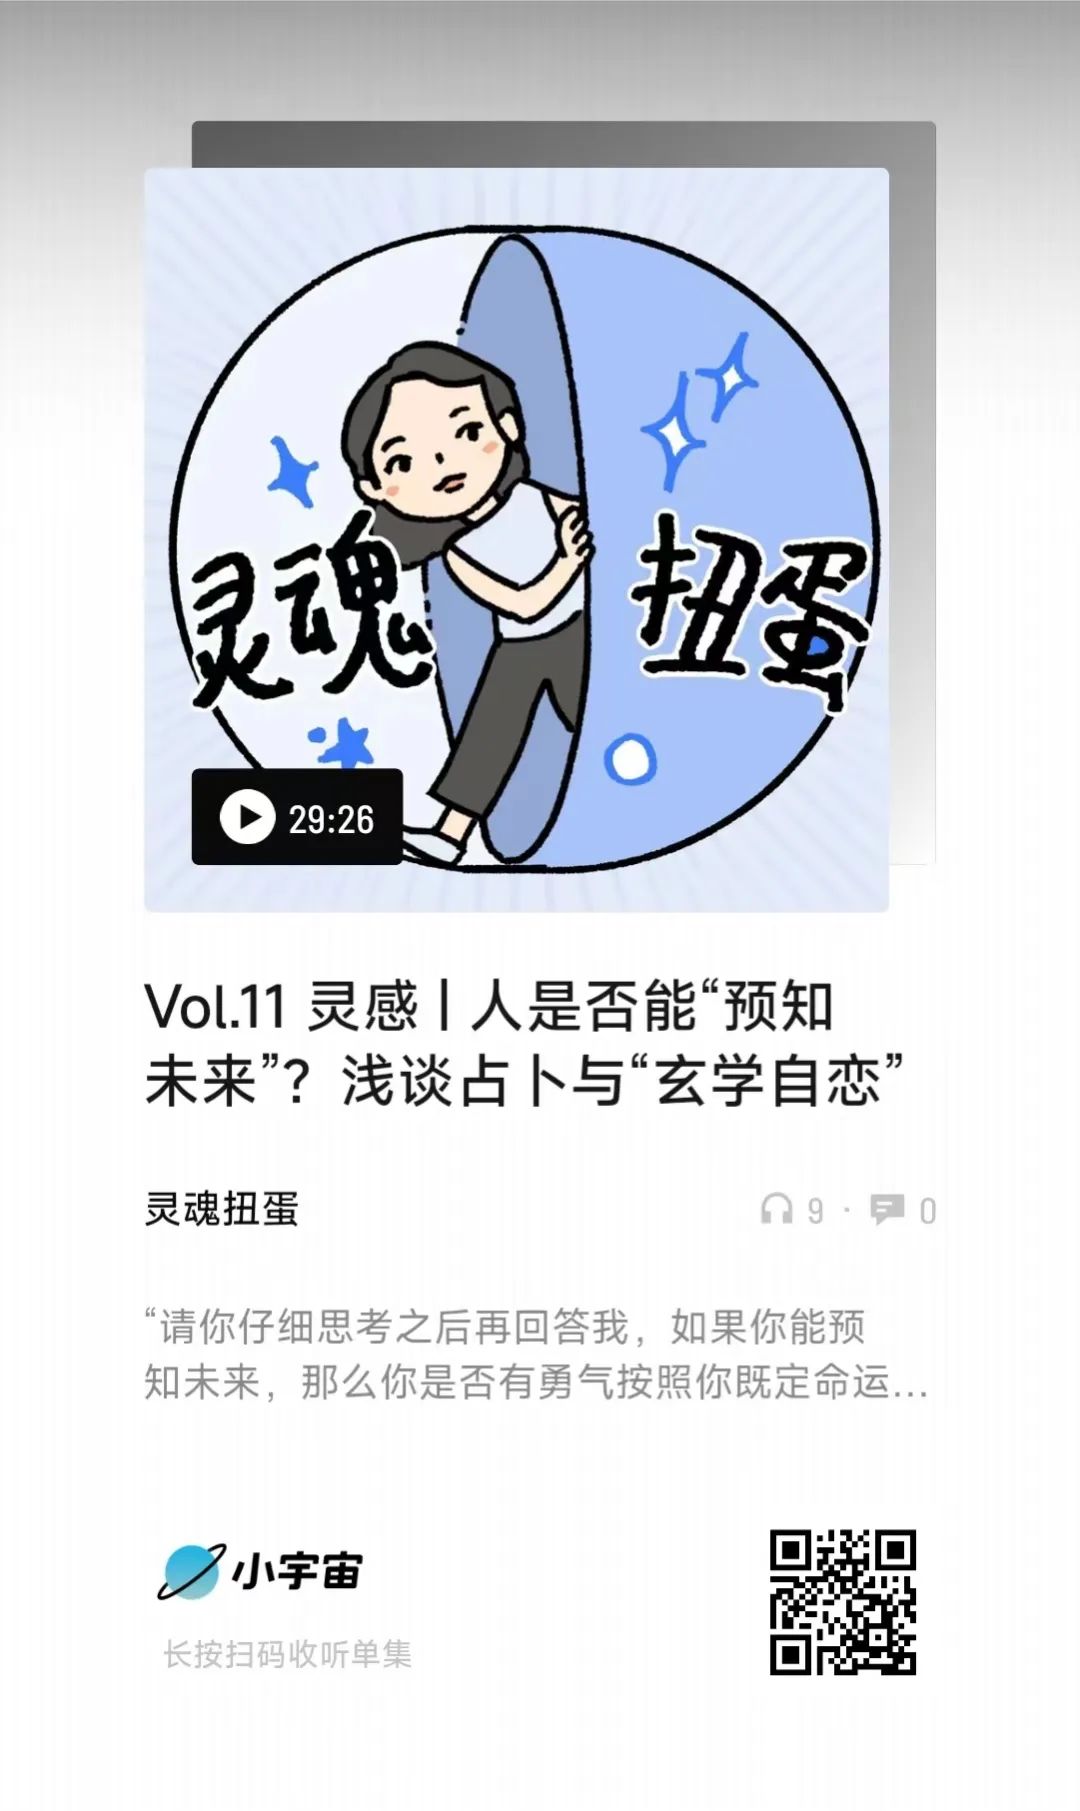 灵魂 扭蛋
29:26
Vol.11 灵感 | 人是否能“预知
未来”？浅谈占卜与“玄学自恋”
灵魂扭蛋
9 · 0
“请你仔细思考之后再回答我，如果你能预
知未来，那么你是否有勇气按照你既定命运...
小宇宙
长按扫码收听单集